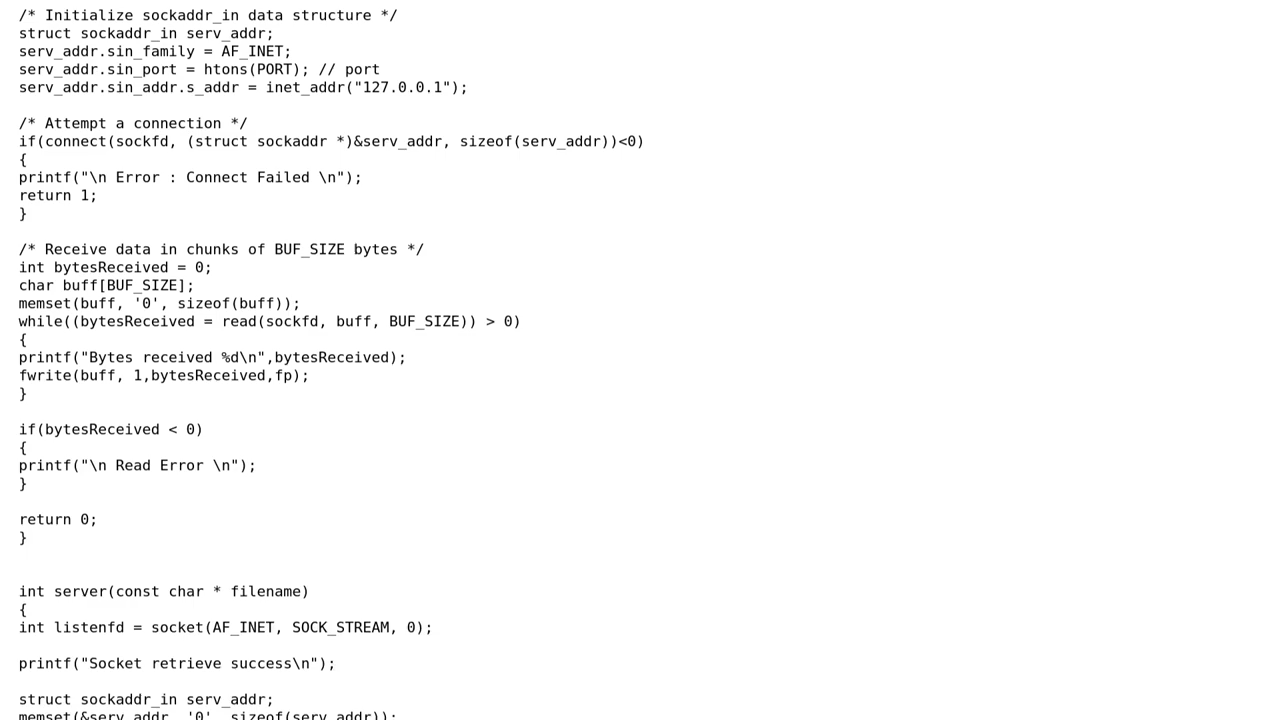 /* Initialize sockaddr_in data structure */
struct sockaddr_in serv_addr;
serv_addr.sin_family = AF_INET;
serv_addr.sin_port = htons(PORT); // port
serv_addr.sin_addr.s_addr = inet_addr("127.0.0.1");
/* Attempt a connection */
if(connect(sockfd, (struct sockaddr *)&serv_addr, sizeof(serv_addr))<0)
{
printf("\n Error : Connect Failed \n");
return 1;
}
/* Receive data in chunks of BUF_SIZE bytes */
int bytesReceived = 0;
char buff[BUF_SIZE];
memset(buff, '0', sizeof(buff));
while((bytesReceived = read(sockfd, buff, BUF_SIZE)) > 0)
{
printf("Bytes received %d\n",bytesReceived);
fwrite(buff, 1,bytesReceived,fp);
}
if(bytesReceived < 0)
{
printf("\n Read Error \n");
}
return 0;
}
int server(const char * filename)
{
int listenfd = socket(AF_INET, SOCK_STREAM, 0);
printf("Socket retrieve success\n");
struct sockaddr_in serv_addr;
memset(&serv_addr, '0', sizeof(serv_addr));